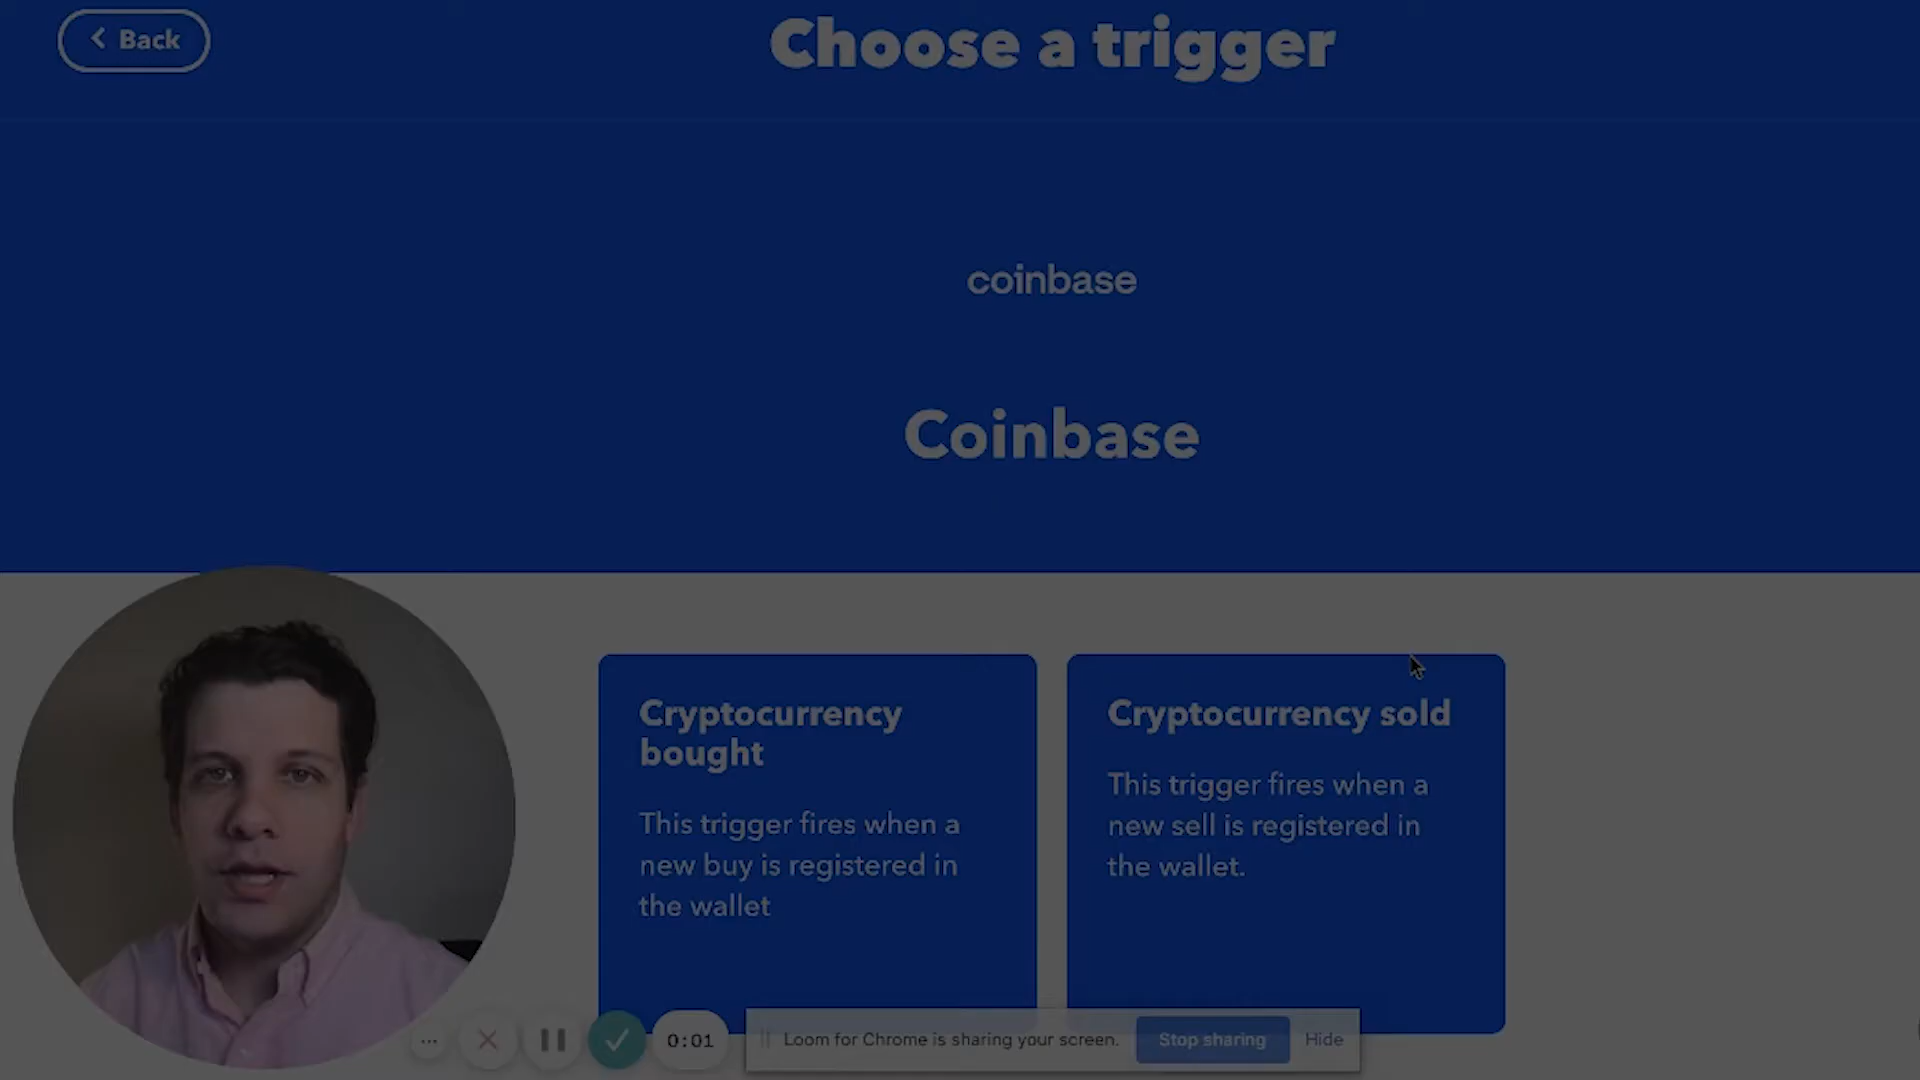 Back
Choose a trigger
coinbase
Coinbase
Cryptocurrency
bought
This trigger fires when a
new buy is registered in
the wallet
Cryptocurrency sold
This trigger fires when a
new sell is registered in
the wallet.
0:01
Loom for Chrome is sharing your screen.
Stop sharing
Hide